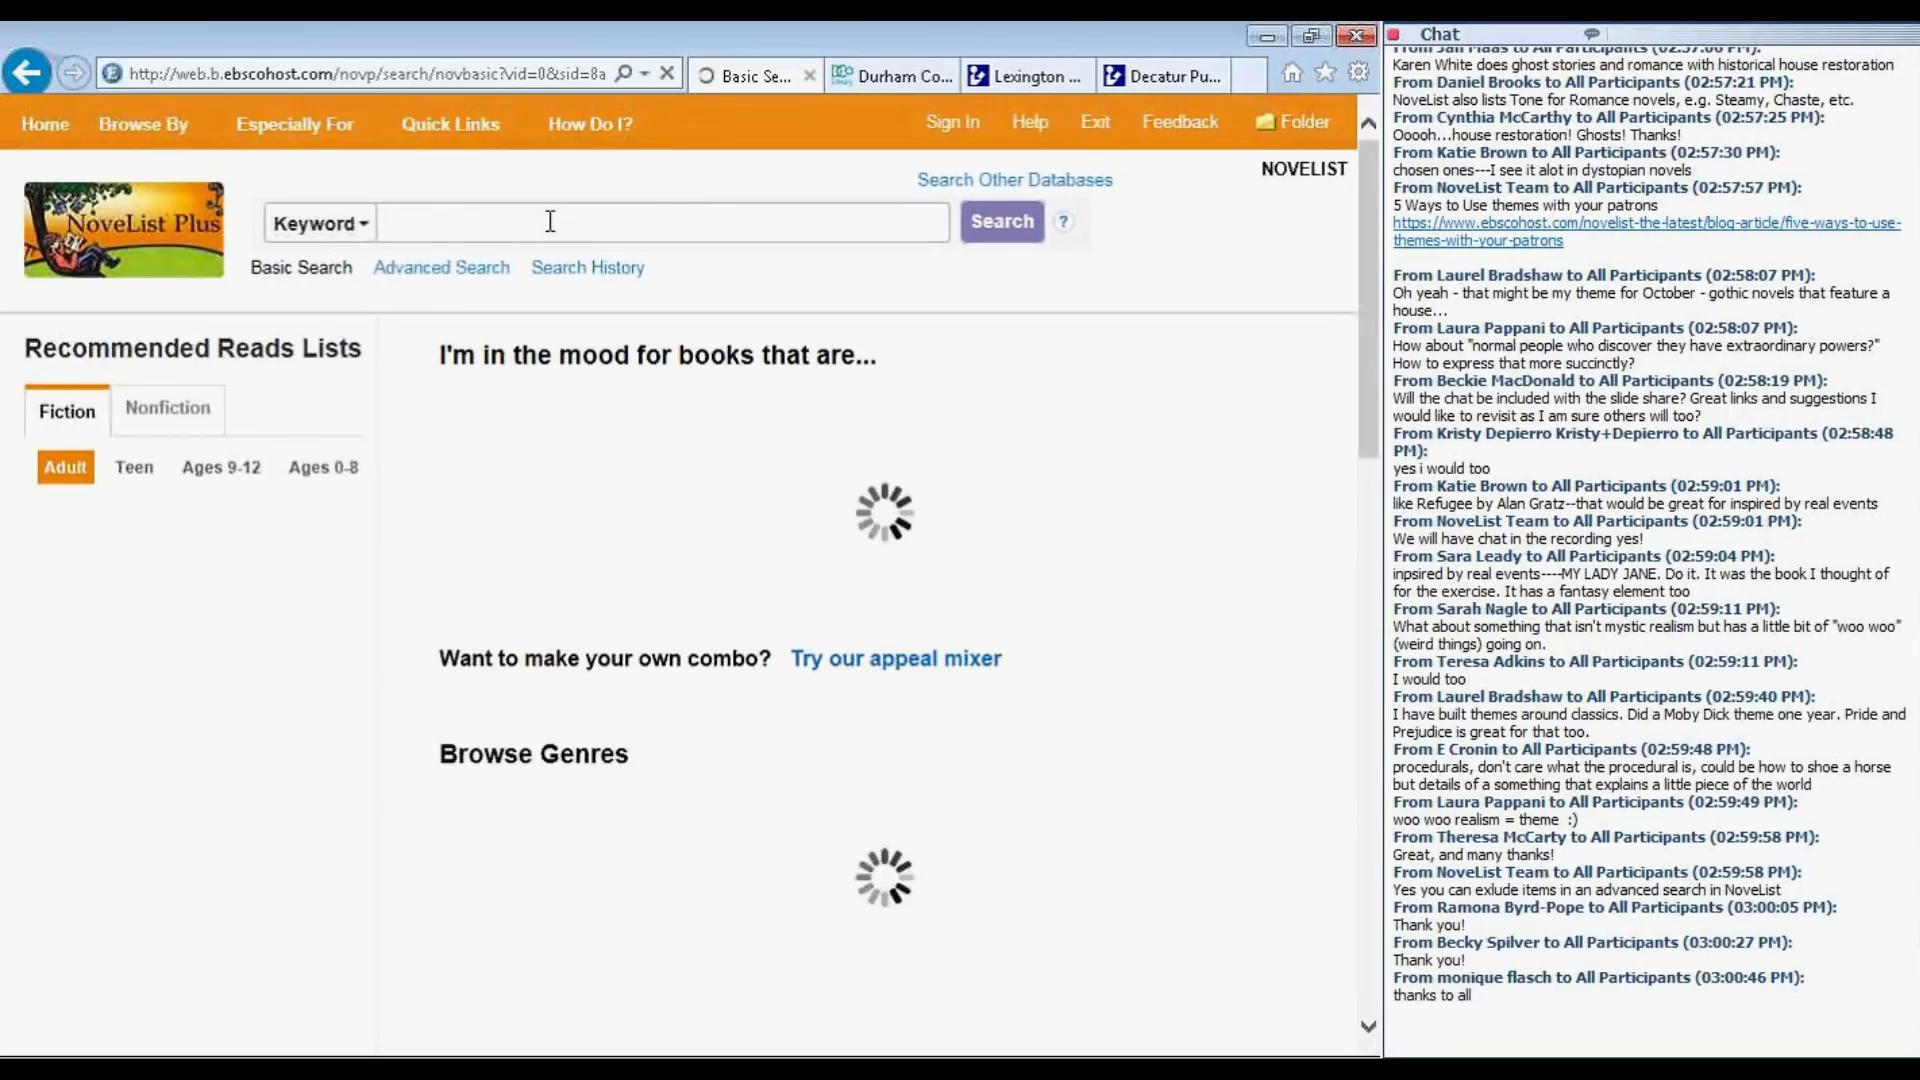 http://web.b.ebscohost.com/novp/search/novbasic?vid=0&sid=8a
Basic Se...
Durham Co...
Lexington ...
Decatur Pu...
Home
Browse By
Especially For
Quick Links
How Do I?
Sign In
Help
Exit
Feedback
Folder
NOVELIST
Search Other Databases
NoveList Plus
Keyword
Search
?
Basic Search
Advanced Search
Search History
Recommended Reads Lists
Fiction
Nonfiction
Adult
Teen
Ages 9-12
Ages 0-8
I'm in the mood for books that are...
Want to make your own combo? Try our appeal mixer
Browse Genres
Chat
From Jan Maas to All Participants (02:57:06 PM):
Karen White does ghost stories and romance with historical house restoration
From Daniel Brooks to All Participants (02:57:21 PM):
NoveList also lists Tone for Romance novels, e.g. Steamy, Chaste, etc.
From Cynthia McCarthy to All Participants (02:57:25 PM):
Ooooh...house restoration! Ghosts! Thanks!
From Katie Brown to All Participants (02:57:30 PM):
chosen ones---I see it alot in dystopian novels
From NoveList Team to All Participants (02:57:57 PM):
5 Ways to Use themes with your patrons
https://www.ebscohost.com/novelist-the-latest/blog-article/five-ways-to-use-
themes-with-your-patrons
From Laurel Bradshaw to All Participants (02:58:07 PM):
Oh yeah - that might be my theme for October - gothic novels that feature a
house...
From Laura Pappani to All Participants (02:58:07 PM):
How about "normal people who discover they have extraordinary powers?"
How to express that more succinctly?
From Beckie MacDonald to All Participants (02:58:19 PM):
Will the chat be included with the slide share? Great links and suggestions I
would like to revisit as I am sure others will too?
From Kristy Depierro Kristy+Depierro to All Participants (02:58:48
PM):
yes i would too
From Katie Brown to All Participants (02:59:01 PM):
like Refugee by Alan Gratz--that would be great for inspired by real events
From NoveList Team to All Participants (02:59:01 PM):
We will have chat in the recording yes!
From Sara Leady to All Participants (02:59:04 PM):
inpsired by real events----MY LADY JANE. Do it. It was the book I thought of
for the exercise. It has a fantasy element too
From Sarah Nagle to All Participants (02:59:11 PM):
What about something that isn't mystic realism but has a little bit of "woo woo"
(weird things) going on.
From Teresa Adkins to All Participants (02:59:11 PM):
I would too
From Laurel Bradshaw to All Participants (02:59:40 PM):
I have built themes around classics. Did a Moby Dick theme one year. Pride and
Prejudice is great for that too.
From E Cronin to All Participants (02:59:48 PM):
procedurals, don't care what the procedural is, could be how to shoe a horse
but details of a something that explains a little piece of the world
From Laura Pappani to All Participants (02:59:49 PM):
woo woo realism = theme :)
From Theresa McCarty to All Participants (02:59:58 PM):
Great, and many thanks!
From NoveList Team to All Participants (02:59:58 PM):
Yes you can exlude items in an advanced search in NoveList
From Ramona Byrd-Pope to All Participants (03:00:05 PM):
Thank you!
From Becky Spilver to All Participants (03:00:27 PM):
Thank you!
From monique flasch to All Participants (03:00:46 PM):
thanks to all